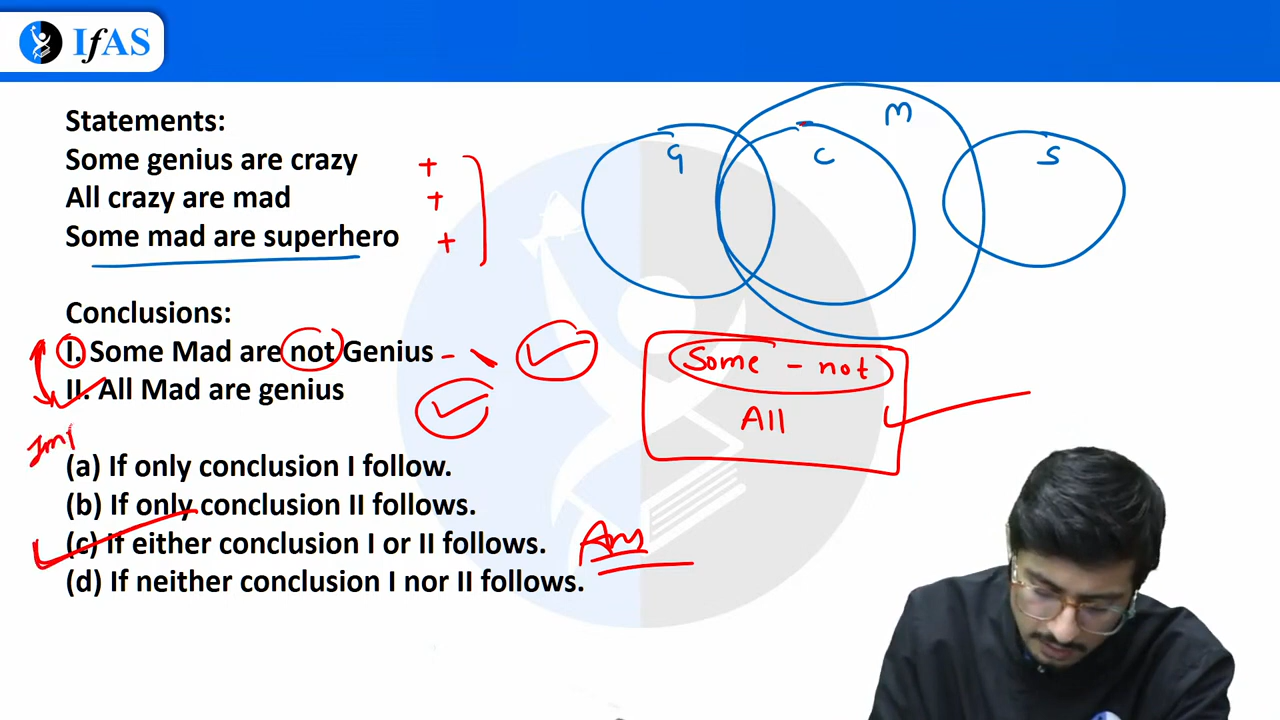 IfAS
Statements:
Some genius are crazy +
All crazy are mad +
Some mad are superhero +
G
C
M
S
Conclusions:
I. Some Mad are not Genius -
II. All Mad are genius
Some - not
All
(a) If only conclusion I follow.
(b) If only conclusion II follows.
(c) If either conclusion I or II follows. Ans
(d) If neither conclusion I nor II follows.